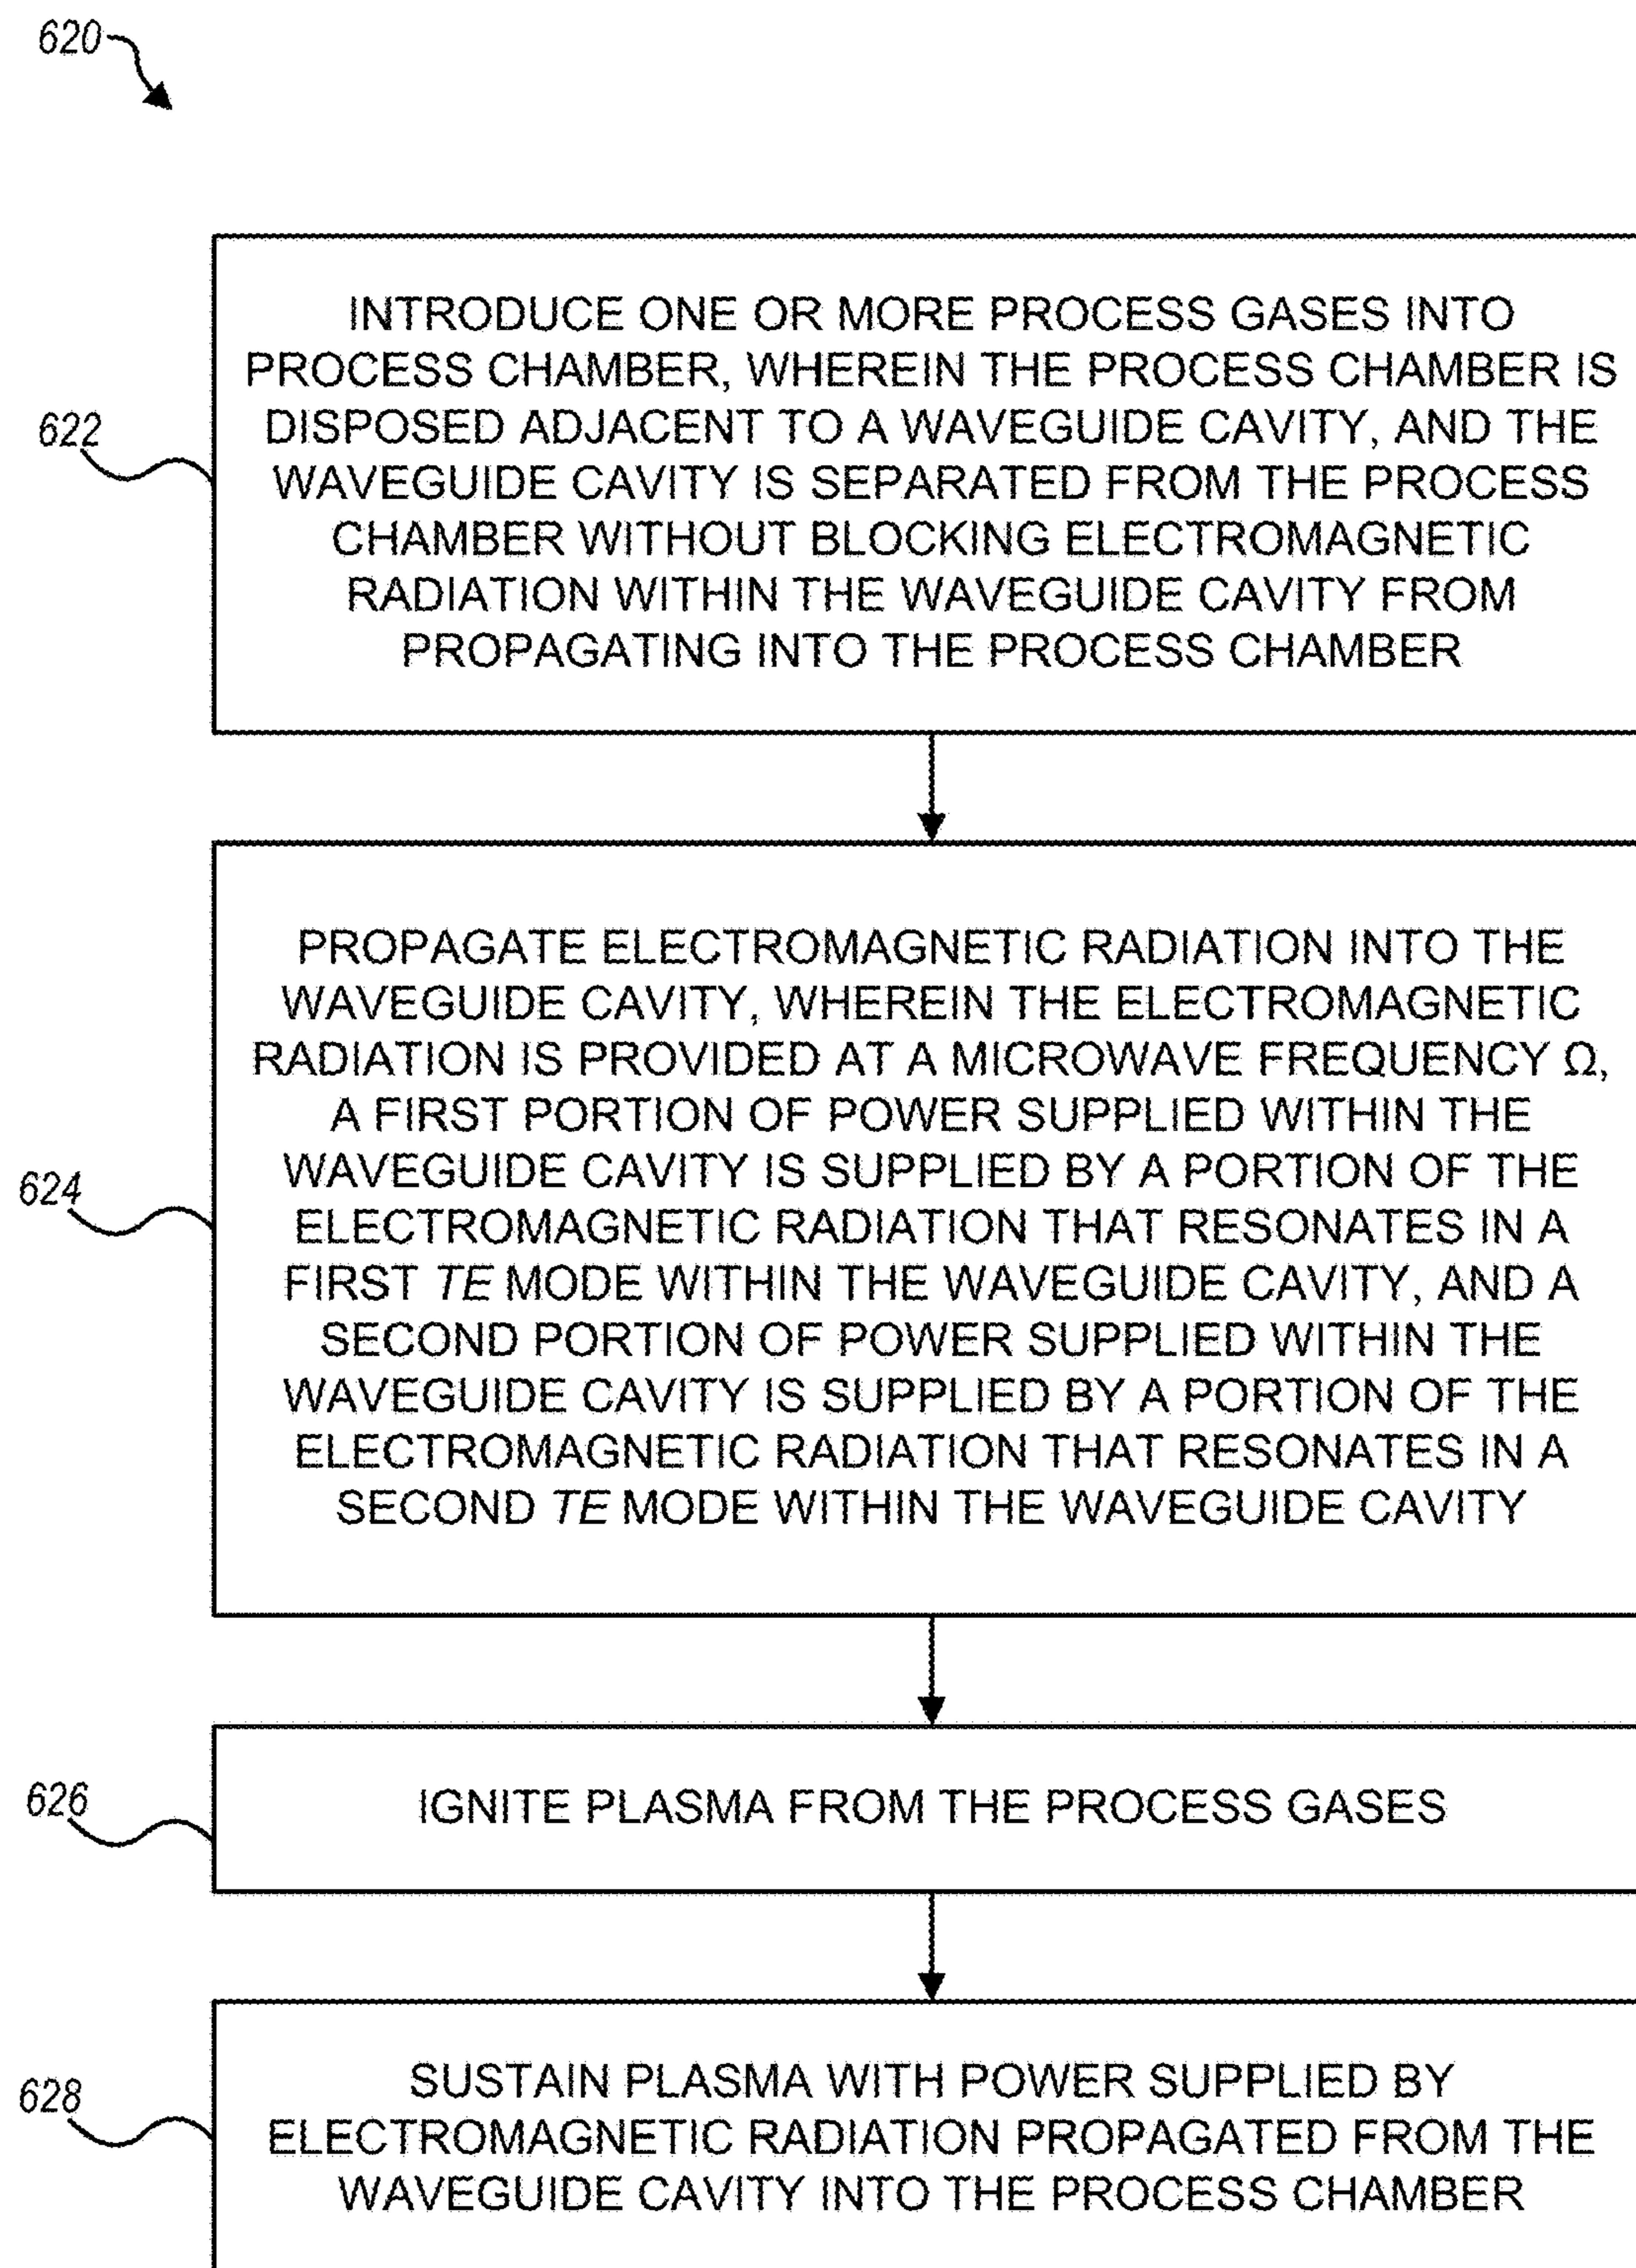 620
INTRODUCE ONE OR MORE PROCESS GASES INTO
PROCESS CHAMBER, WHEREIN THE PROCESS CHAMBER IS
DISPOSED ADJACENT TO A WAVEGUIDE CAVITY, AND THE
WAVEGUIDE CAVITY IS SEPARATED FROM THE PROCESS
CHAMBER WITHOUT BLOCKING ELECTROMAGNETIC
RADIATION WITHIN THE WAVEGUIDE CAVITY FROM
PROPAGATING INTO THE PROCESS CHAMBER
622
PROPAGATE ELECTROMAGNETIC RADIATION INTO THE
WAVEGUIDE CAVITY, WHEREIN THE ELECTROMAGNETIC
RADIATION IS PROVIDED AT A MICROWAVE FREQUENCY Ω,
A FIRST PORTION OF POWER SUPPLIED WITHIN THE
WAVEGUIDE CAVITY IS SUPPLIED BY A PORTION OF THE
ELECTROMAGNETIC RADIATION THAT RESONATES IN A
FIRST TE MODE WITHIN THE WAVEGUIDE CAVITY, AND A
SECOND PORTION OF POWER SUPPLIED WITHIN THE
WAVEGUIDE CAVITY IS SUPPLIED BY A PORTION OF THE
ELECTROMAGNETIC RADIATION THAT RESONATES IN A
SECOND TE MODE WITHIN THE WAVEGUIDE CAVITY
624
IGNITE PLASMA FROM THE PROCESS GASES
626
SUSTAIN PLASMA WITH POWER SUPPLIED BY
ELECTROMAGNETIC RADIATION PROPAGATED FROM THE
WAVEGUIDE CAVITY INTO THE PROCESS CHAMBER
628